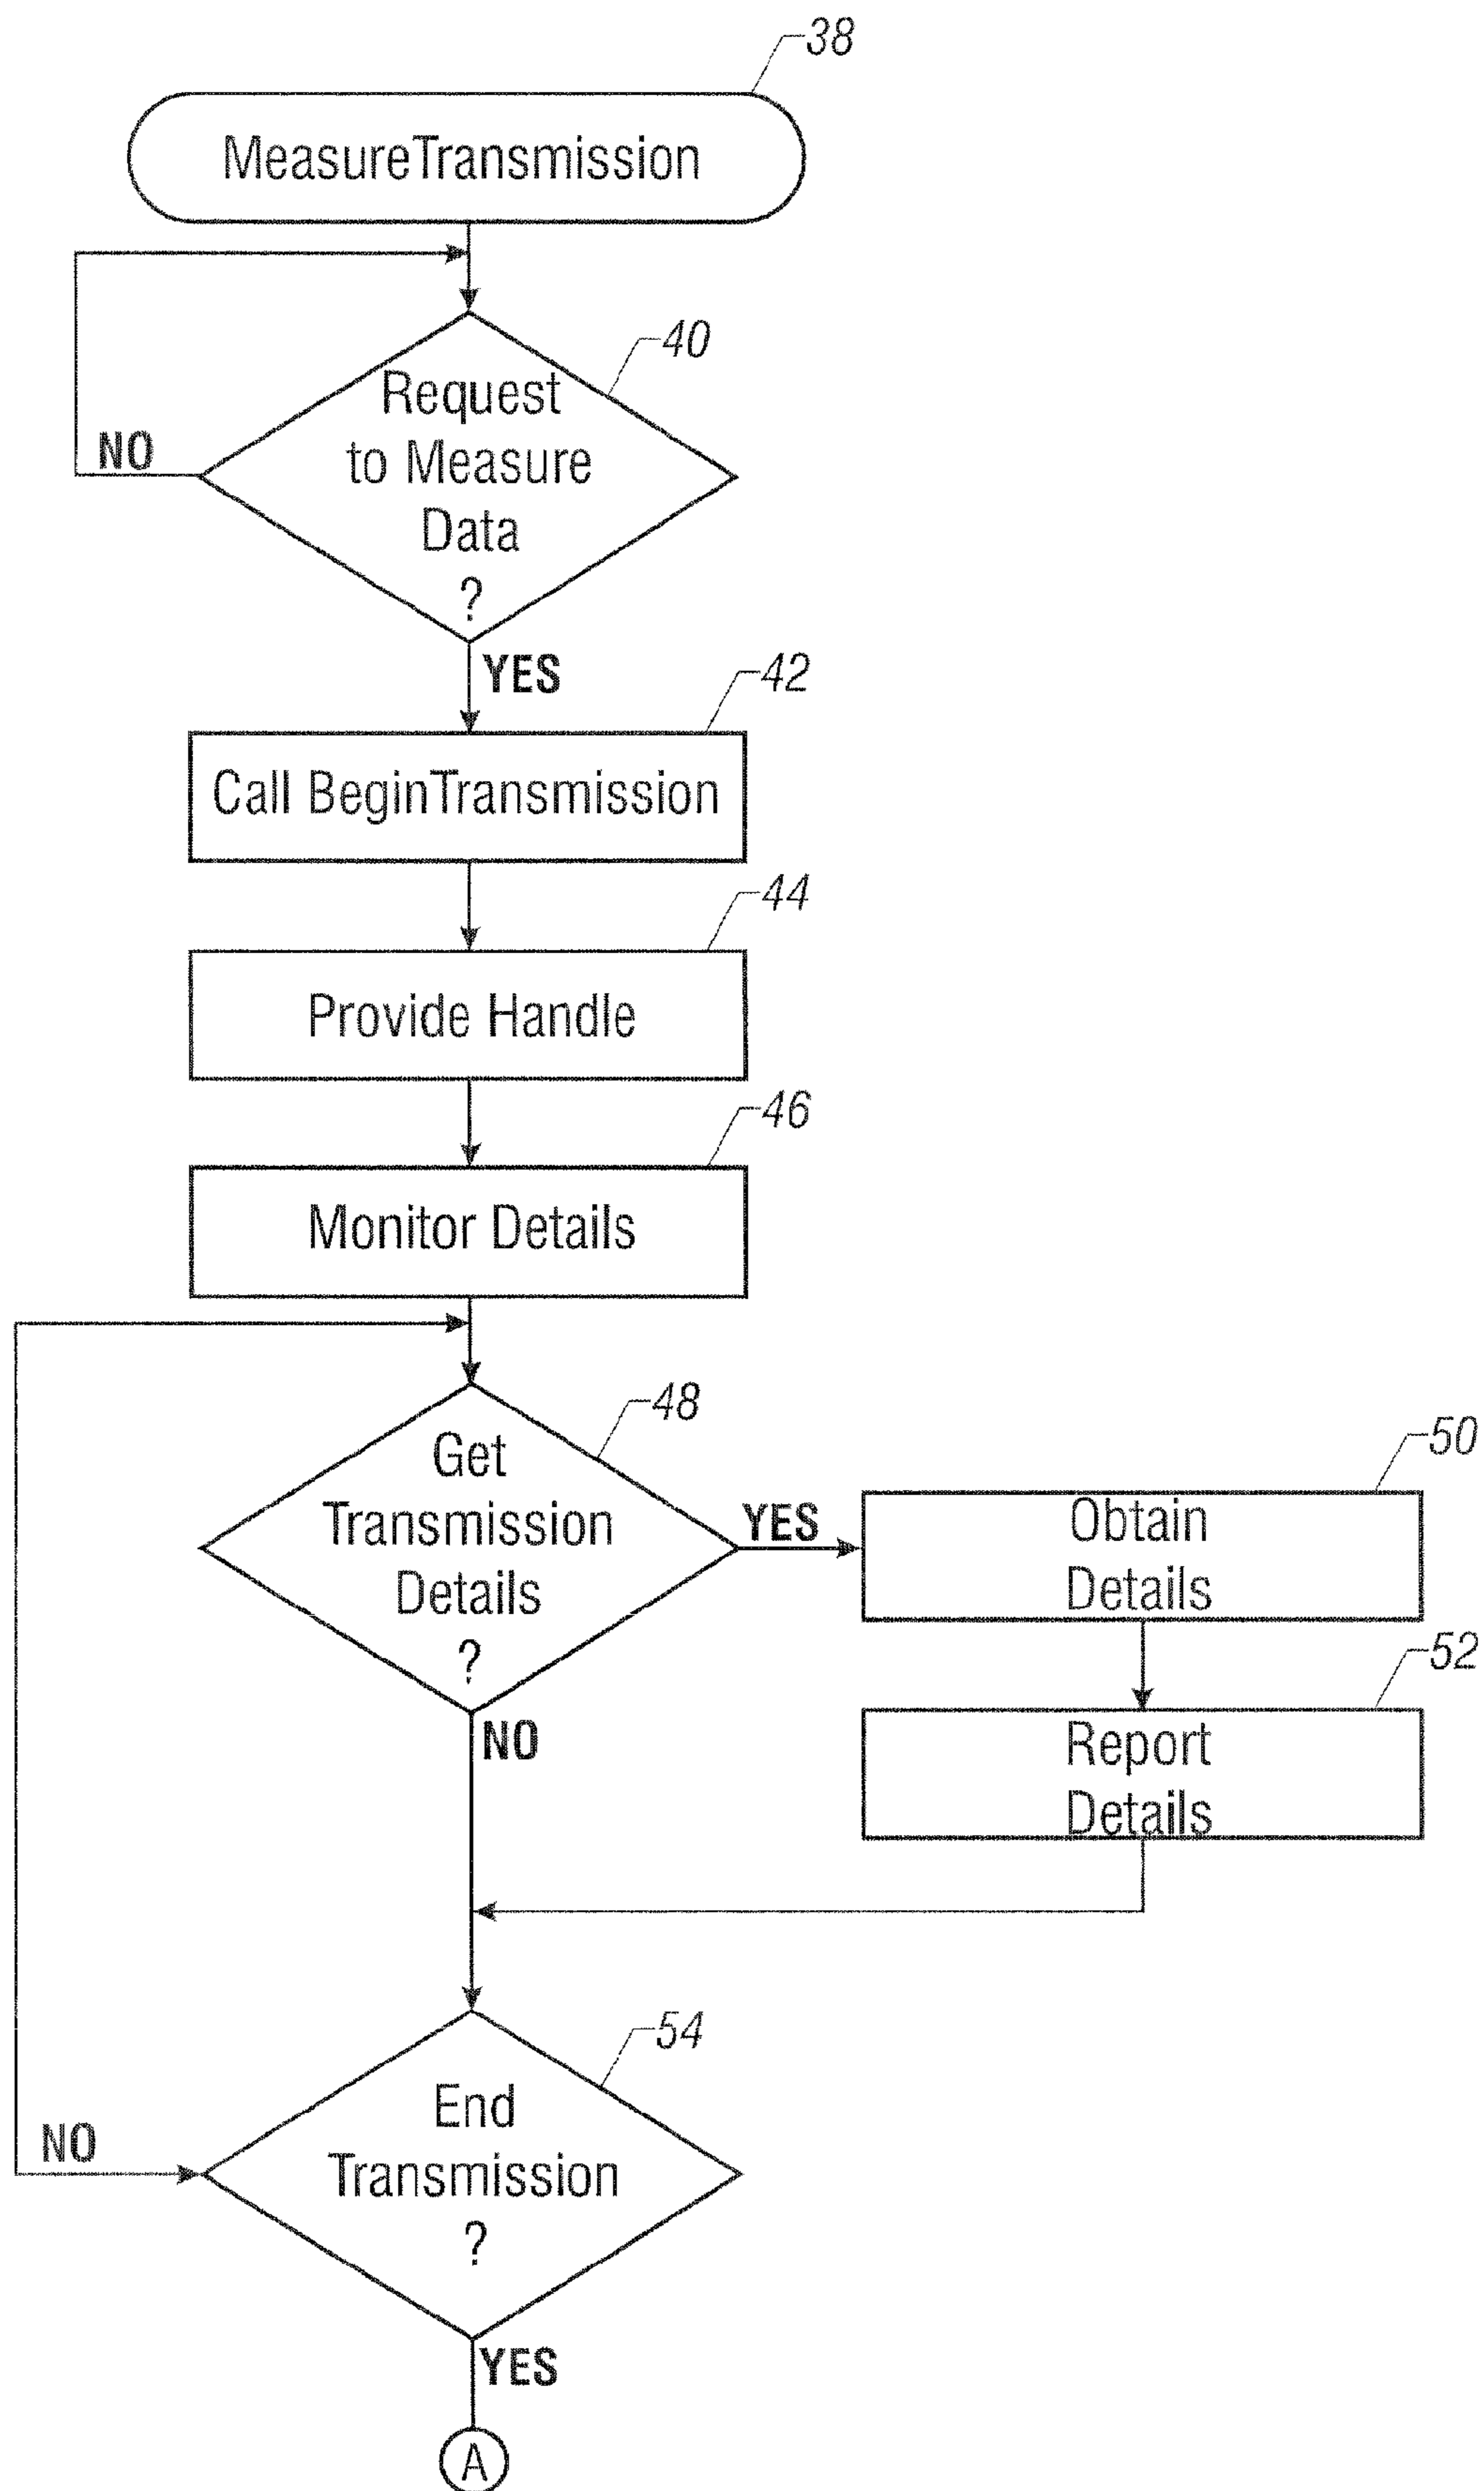 38
MeasureTransmission
40
Request
to Measure
Data
?
NO
YES
42
Call BeginTransmission
44
Provide Handle
46
Monitor Details
48
Get
Transmission
Details
?
YES
50
Obtain
Details
52
Report
Details
NO
54
End
Transmission
?
NO
YES
A